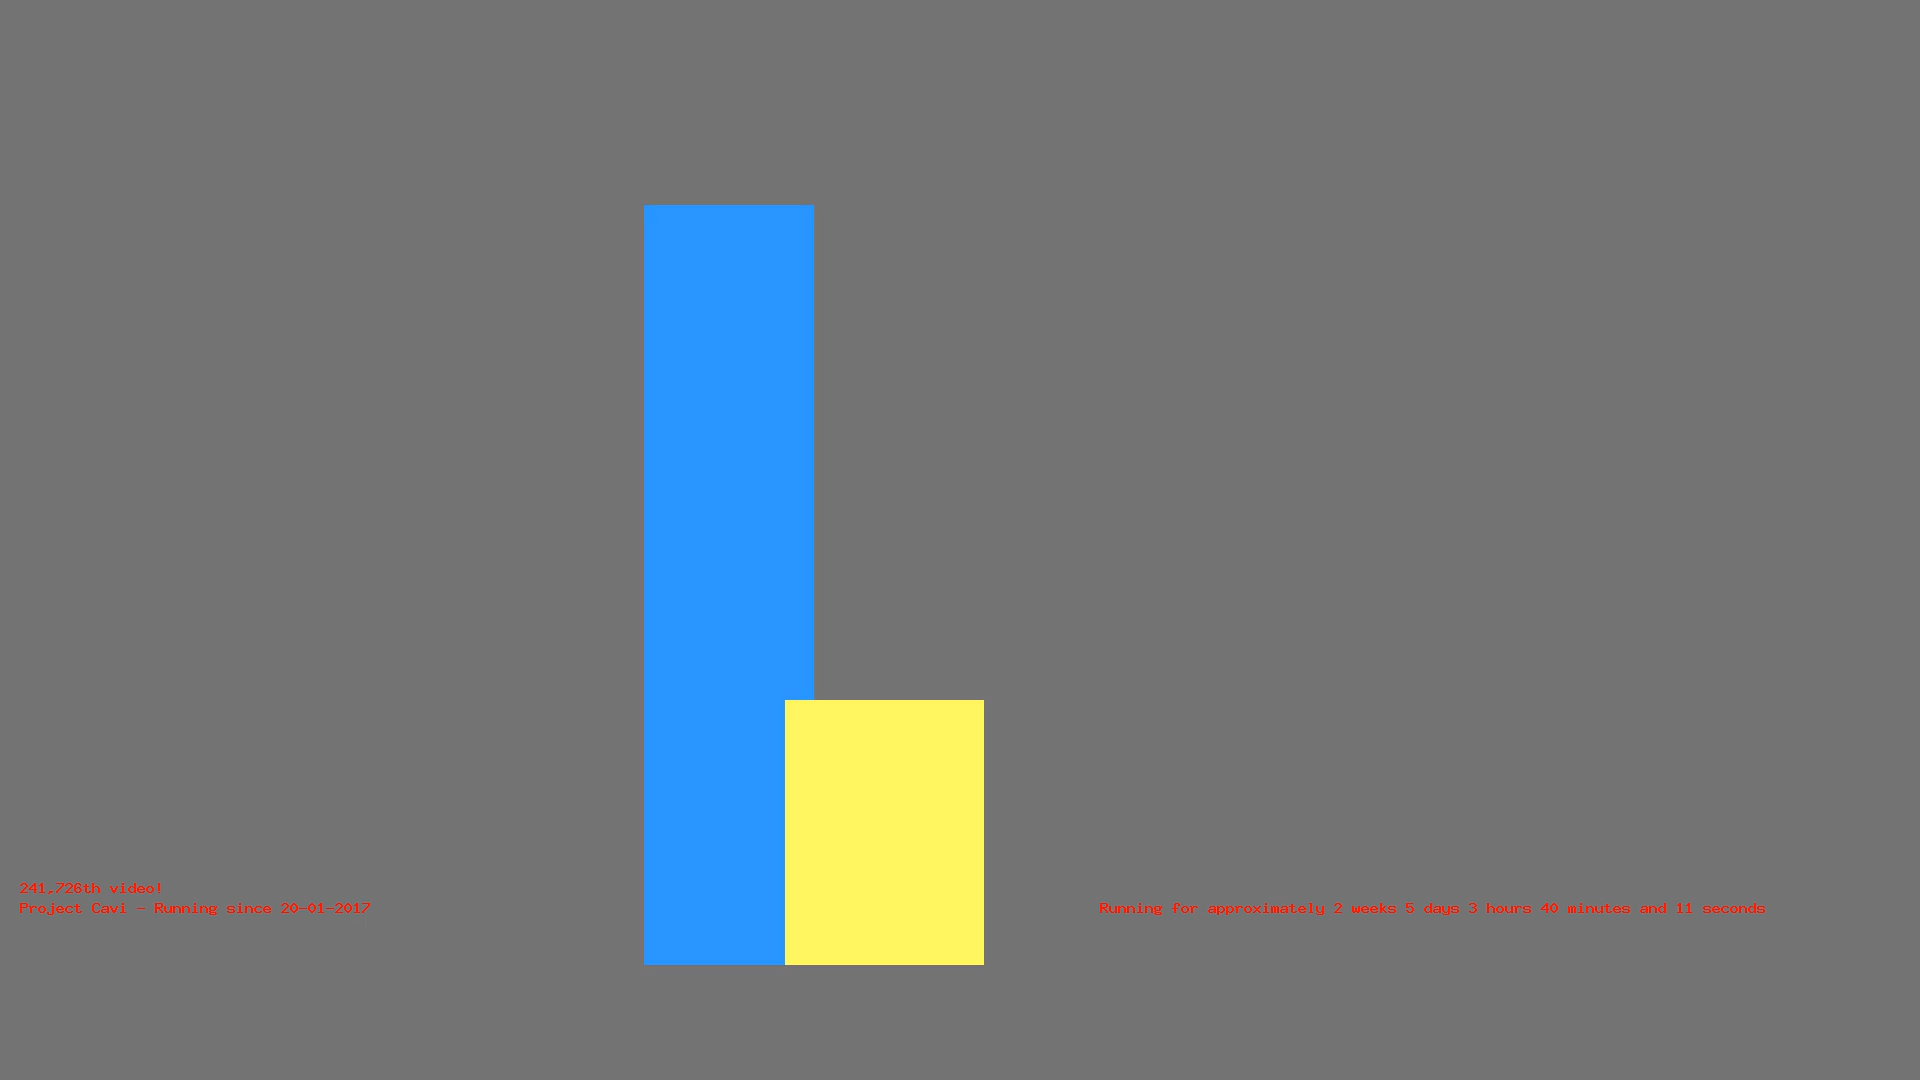 241,726th video!
Project Cavi - Running since 20-01-2017
Running for approximately 2 weeks 5 days 3 hours 40 minutes and 11 seconds